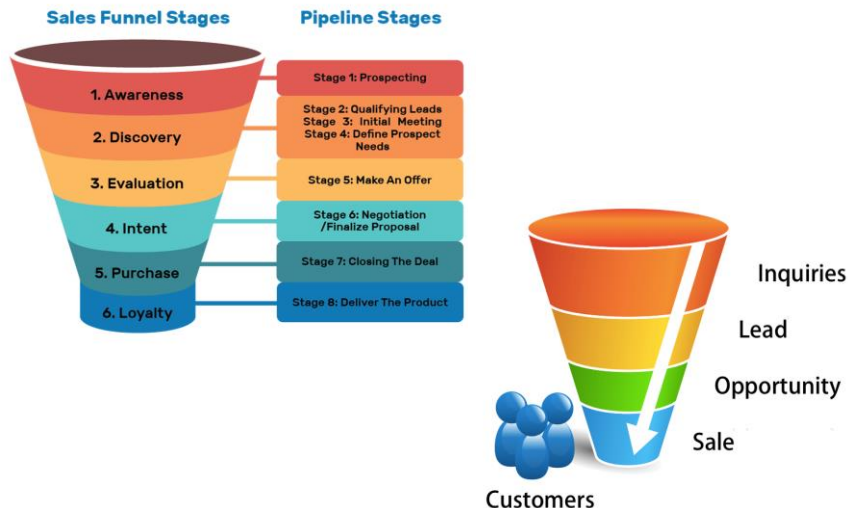 Sales Funnel Stages
Pipeline Stages
1. Awareness
Stage 1: Prospecting
2. Discovery
Stage 2: Qualifying Leads
Stage 3: Initial Meeting
Stage 4: Define Prospect
Needs
3. Evaluation
Stage 5: Make An Offer
4. Intent
Stage 6: Negotiation
/Finalize Proposal
5. Purchase
Stage 7: Closing The Deal
6. Loyalty
Stage 8: Deliver The Product
Inquiries
Lead
Opportunity
Sale
Customers